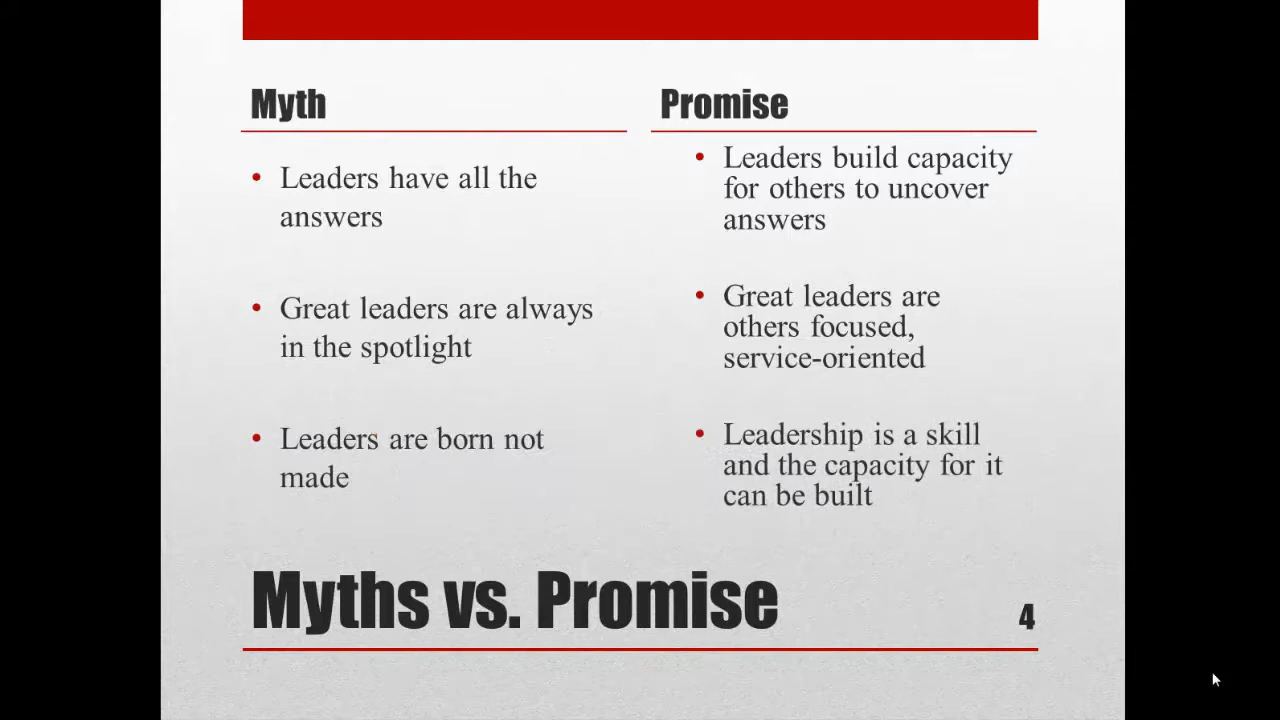 Myth
Leaders have all the
answers
Great leaders are always
in the spotlight
Leaders are born not
made
Promise
Leaders build capacity
for others to uncover
answers
Great leaders are
others focused,
service-oriented
Leadership is a skill
and the capacity for it
can be built
Myths vs. Promise
4